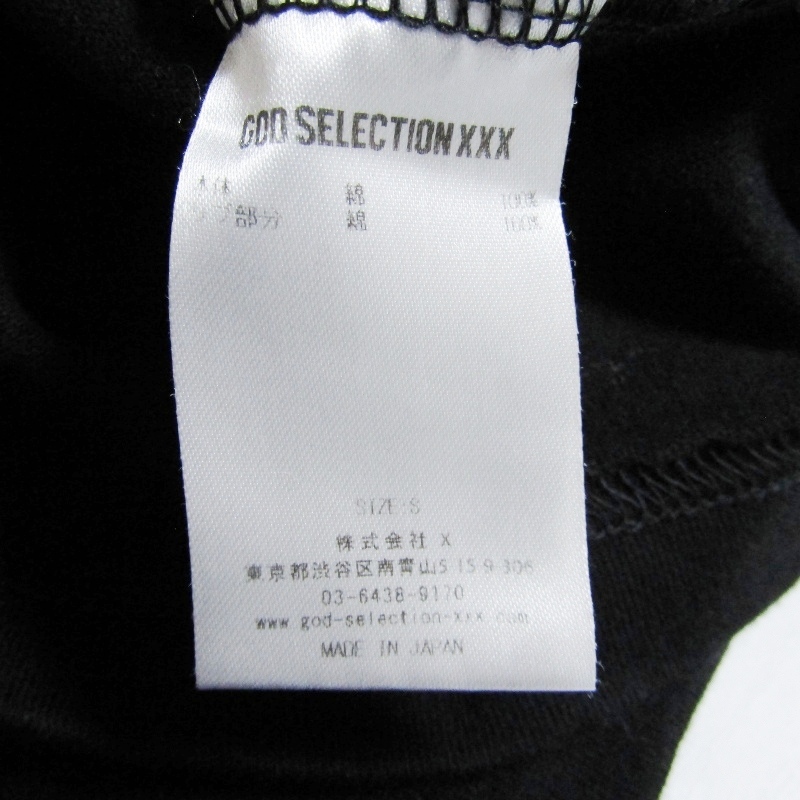 GOD SELECTION XXX
本体 綿 100%
リブ部分 綿 100%
SIZE:S
株式会社 X
東京都渋谷区南青山5-15-9-306
03-6438-9170
www.god-selection-xxx.com
MADE IN JAPAN